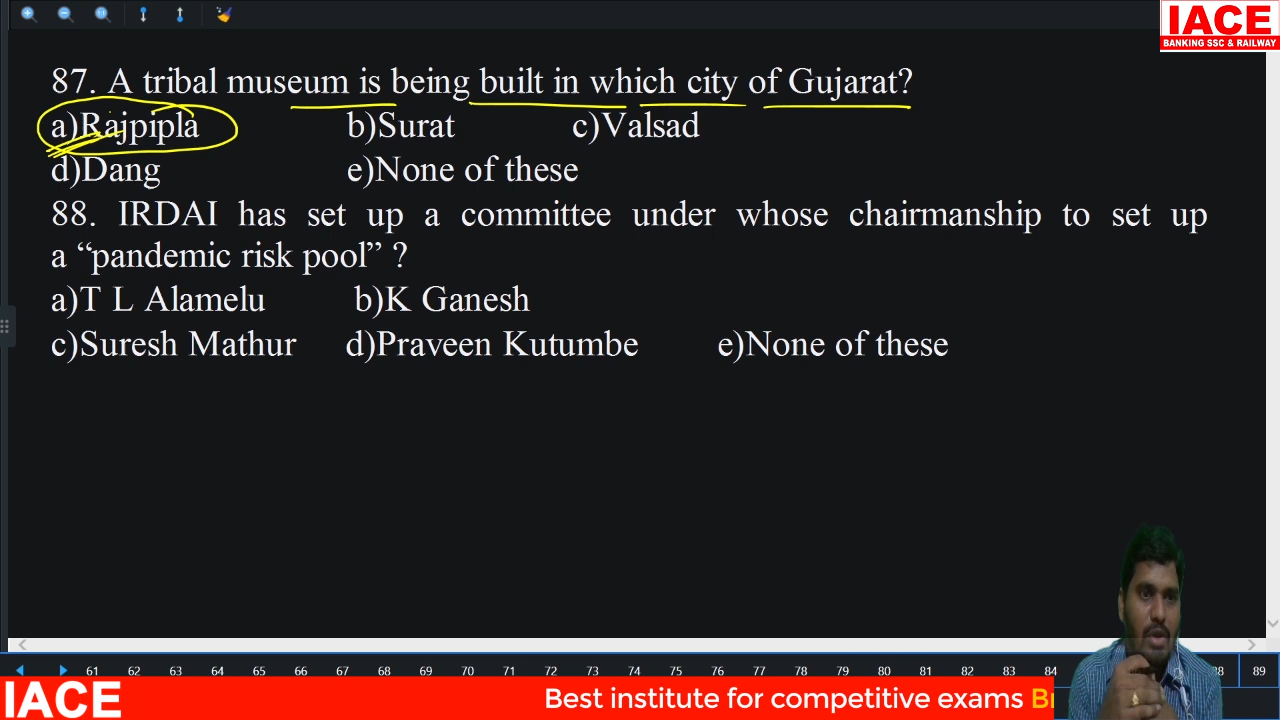 IACE
BANKING SSC & RAILWAY
87. A tribal museum is being built in which city of Gujarat?
a)Rajpipla b)Surat c)Valsad
d)Dang e)None of these
88. IRDAI has set up a committee under whose chairmanship to set up
a “pandemic risk pool” ?
a)T L Alamelu b)K Ganesh
c)Suresh Mathur d)Praveen Kutumbe e)None of these
61 62 63 64 65 66 67 68 69 70 71 72 73 74 75 76 77 78 79 80 81 82 83 84 88 89
IACE Best institute for competitive exams